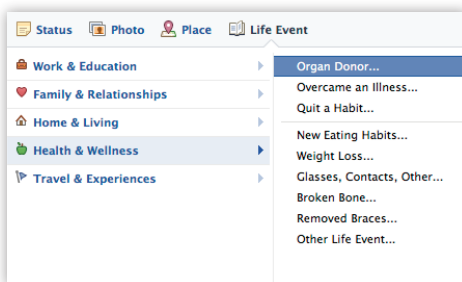 Status Photo Place Life Event
Work & Education
Family & Relationships
Home & Living
Health & Wellness
Travel & Experiences
Organ Donor...
Overcame an Illness...
Quit a Habit...
New Eating Habits...
Weight Loss...
Glasses, Contacts, Other...
Broken Bone...
Removed Braces...
Other Life Event...